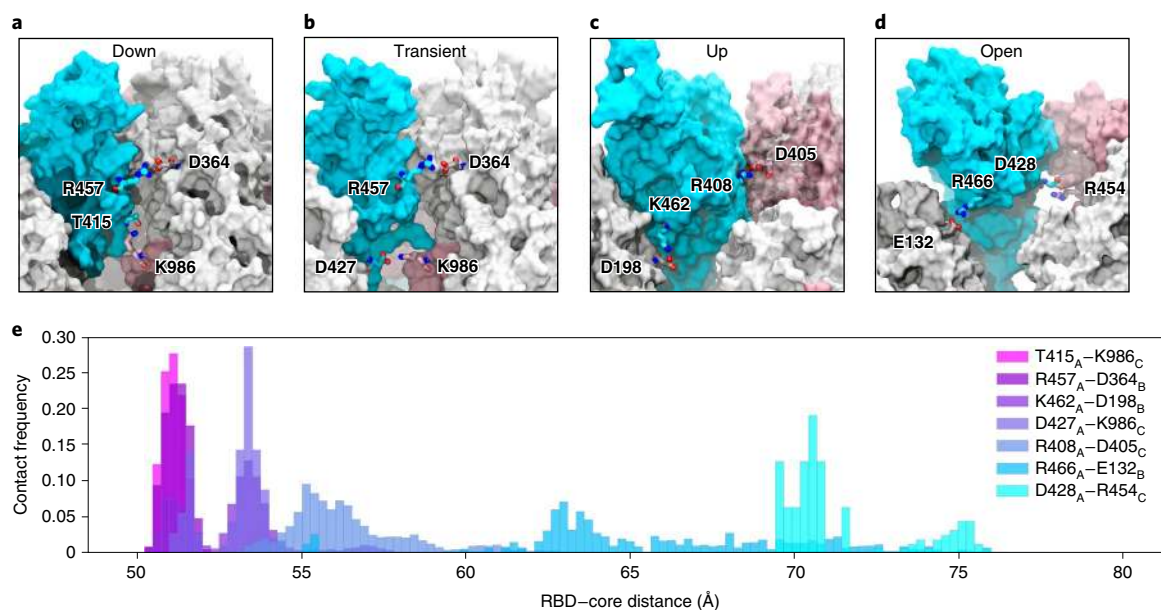 a
Down
R457
D364
T415
K986
b
Transient
R457
D364
D427
K986
c
Up
D405
R408
K462
D198
d
Open
D428
R466
R454
E132
e
0.30
0.25
0.20
0.15
0.10
0.05
0
Contact frequency
T415A–K986C
R457A–D364B
K462A–D198B
D427A–K986C
R408A–D405C
R466A–E132B
D428A–R454C
50 55 60 65 70 75 80
RBD–core distance (Å)